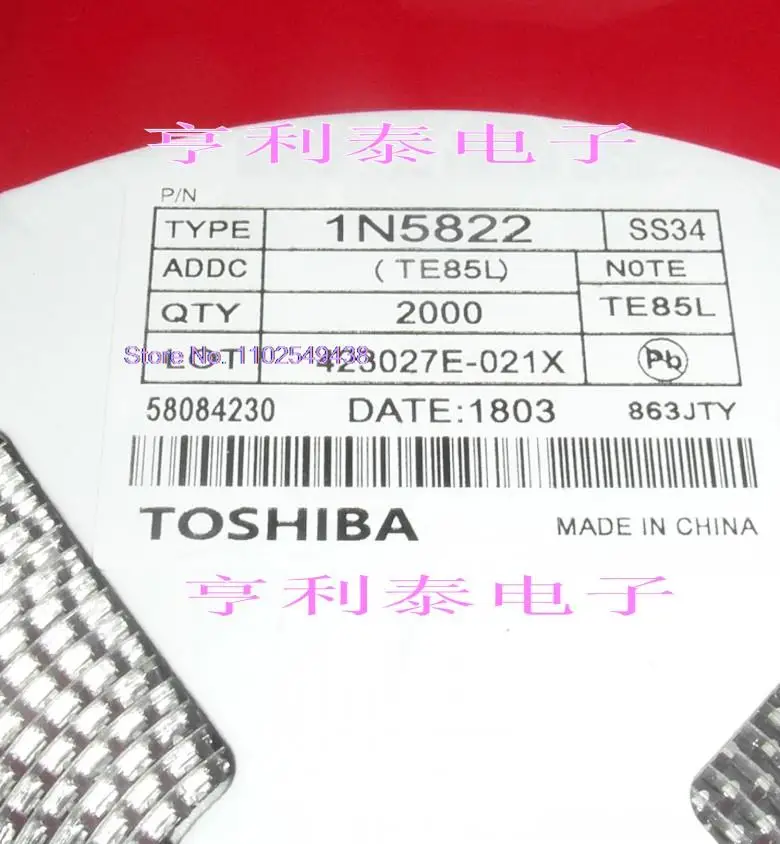 亨利泰电子
P/N
TYPE 1N5822 SS34
ADDC (TE85L) NOTE
QTY 2000 TE85L
Store No. 1102549438
LOT 423027E-021X Pb
58084230 DATE:1803 863JTY
TOSHIBA MADE IN CHINA
亨利泰电子